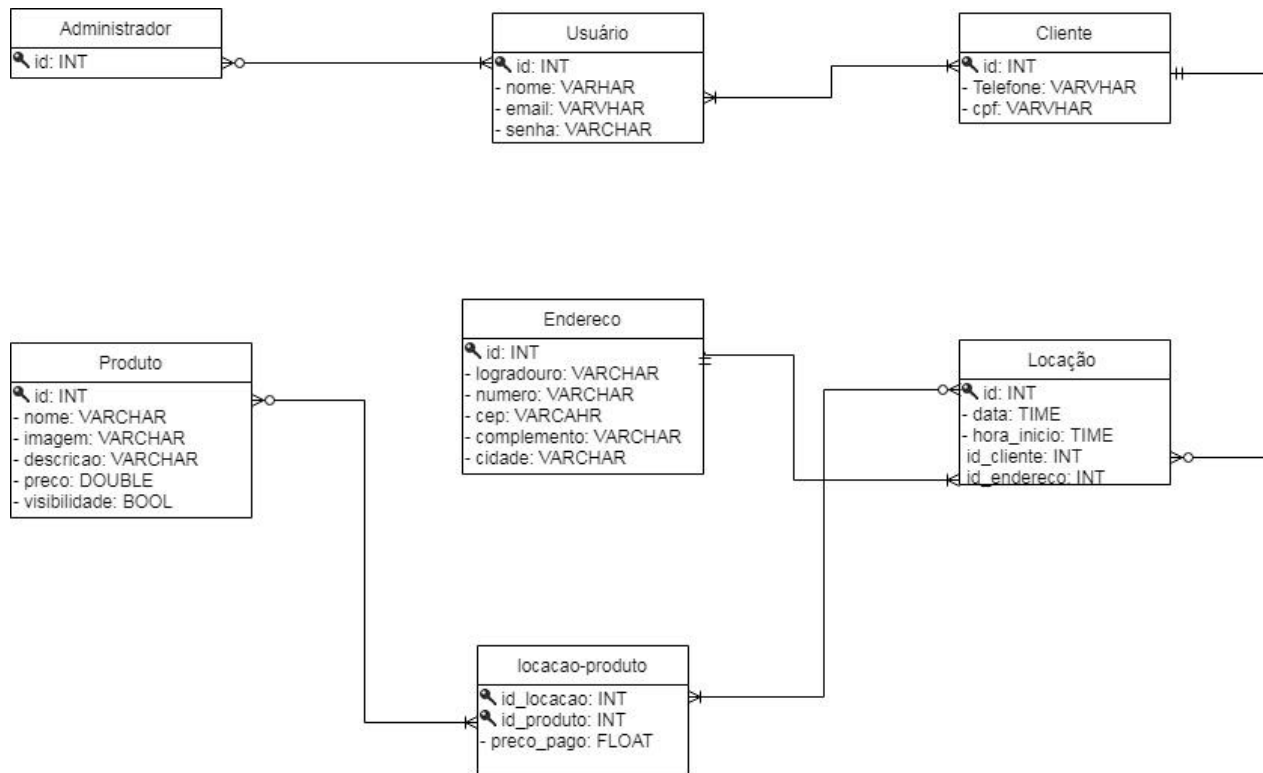 Administrador
id: INT
Usuário
id: INT
- nome: VARHAR
- email: VARVHAR
- senha: VARCHAR
Cliente
id: INT
- Telefone: VARVHAR
- cpf: VARVHAR
Produto
id: INT
- nome: VARCHAR
- imagem: VARCHAR
- descricao: VARCHAR
- preco: DOUBLE
- visibilidade: BOOL
Endereco
id: INT
- logradouro: VARCHAR
- numero: VARCHAR
- cep: VARCAHR
- complemento: VARCHAR
- cidade: VARCHAR
Locação
id: INT
- data: TIME
- hora_inicio: TIME
id_cliente: INT
id_endereco: INT
locacao-produto
id_locacao: INT
id_produto: INT
- preco_pago: FLOAT